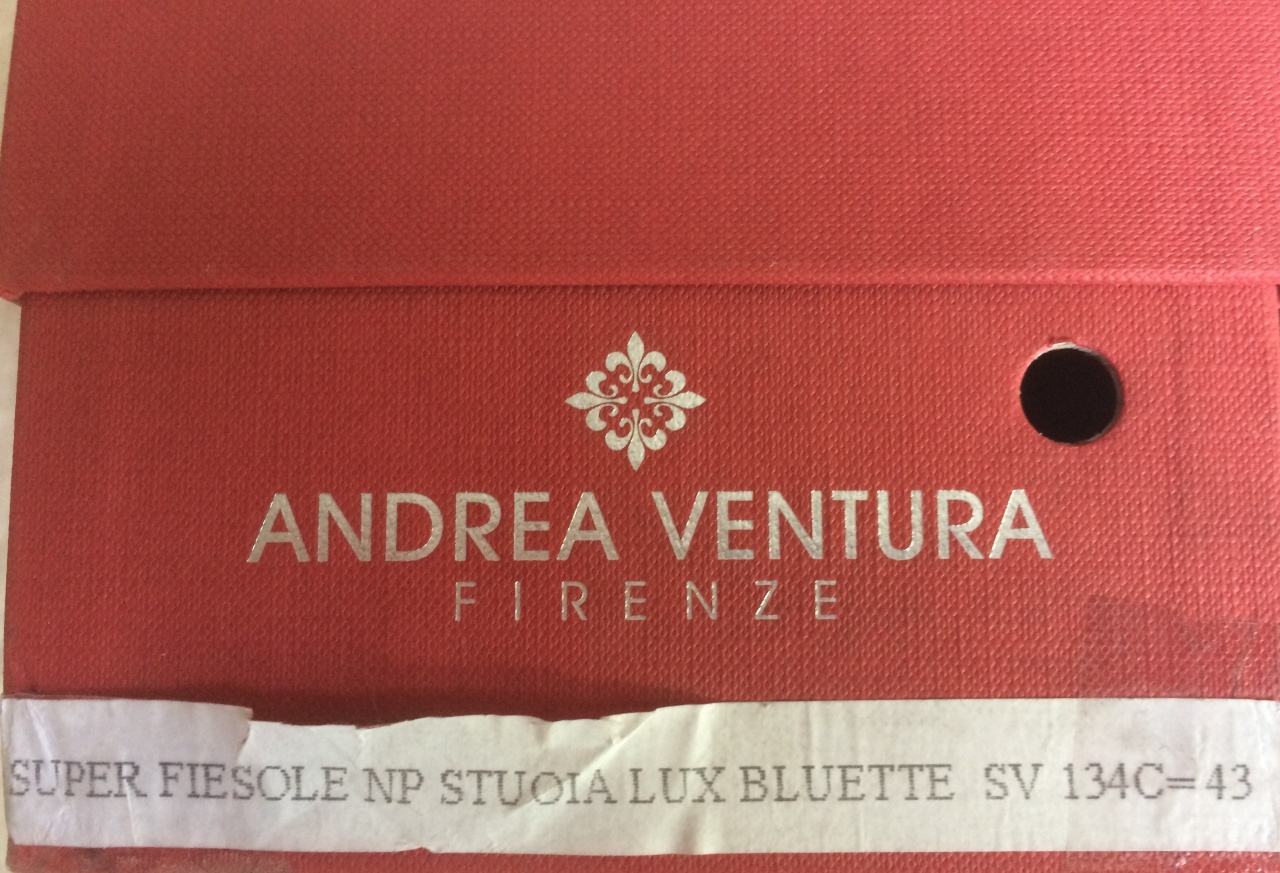 ANDREA VENTURA
FIRENZE
SUPER FIESOLE NP STUOIA LUX BLUETTE SV 134C=43